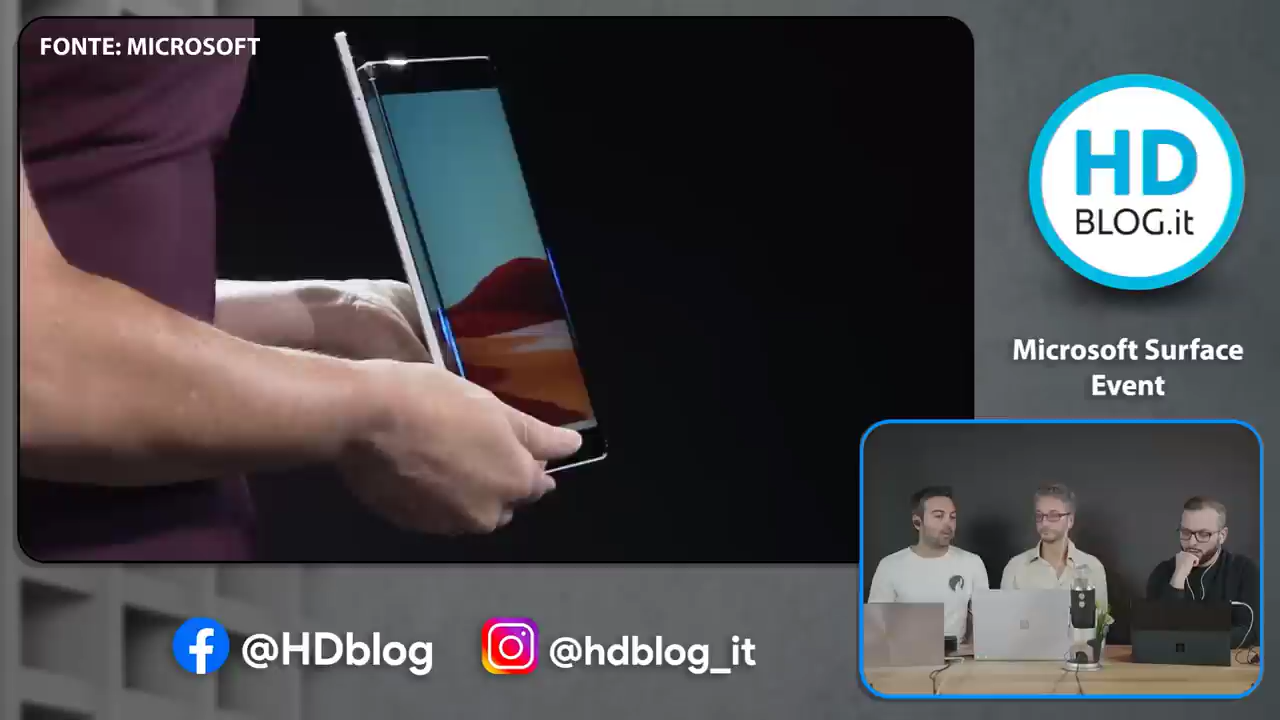 FONTE: MICROSOFT
HD
BLOG.it
Microsoft Surface
Event
@HDblog
@hdblog_it